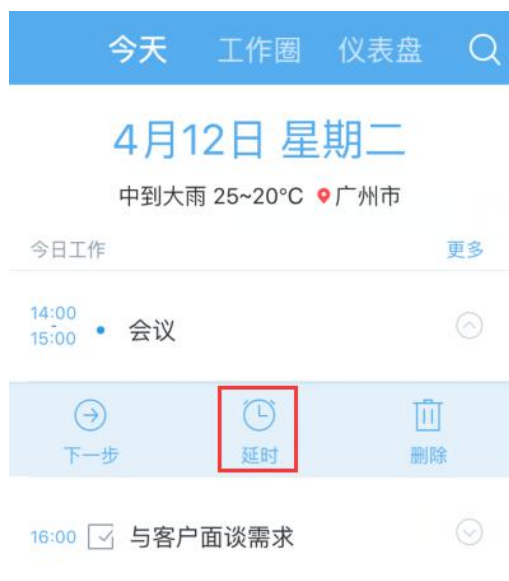 今天 工作圈 仪表盘
4月12日 星期二
中到大雨 25~20°C 广州市
今日工作 更多
14:00
-
15:00 会议
下一步 延时 删除
16:00 与客户面谈需求